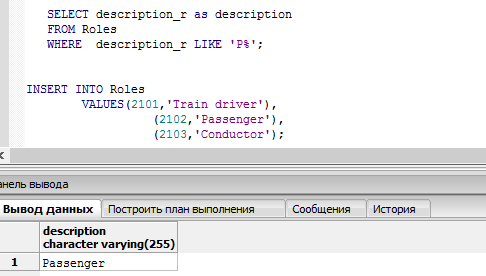 SELECT description_r as description
FROM Roles
WHERE  description_r LIKE 'P%';
INSERT INTO Roles
VALUES(2101,'Train driver'),
(2102,'Passenger'),
(2103,'Conductor');
анель вывода
Вывод данных Построить план выполнения Сообщения История
description
character varying(255)
1 Passenger